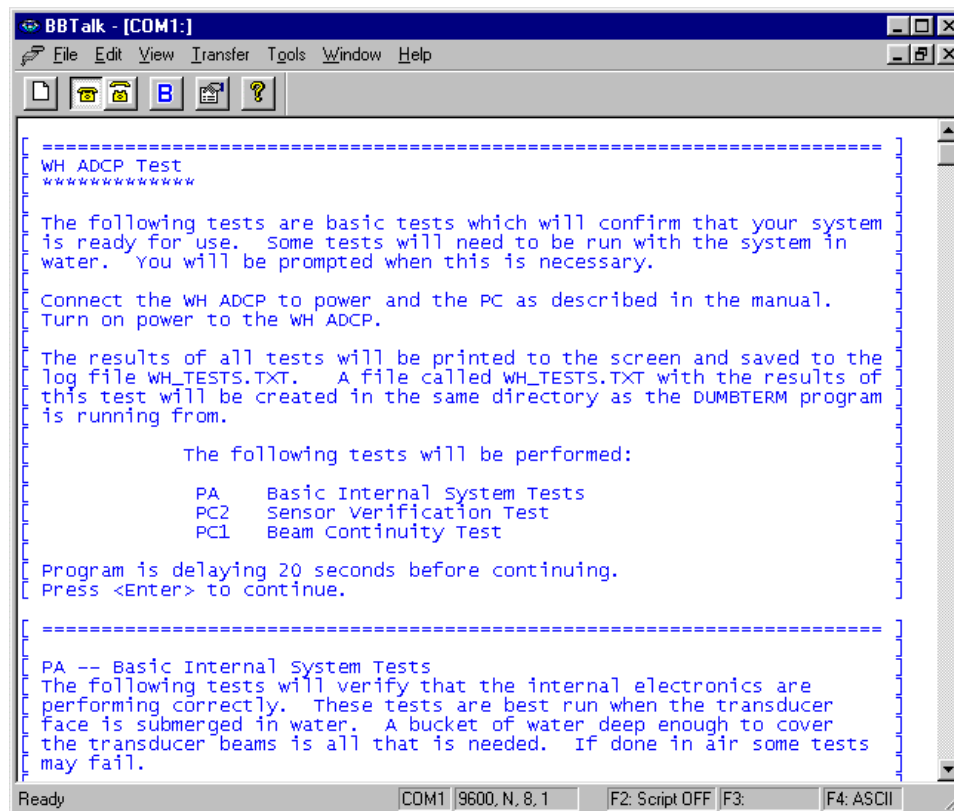 BBTalk - [COM1:]
File Edit View Transfer Tools Window Help
B ?
[ ====================================================================== ]
[ WH ADCP Test ]
[ ************* ]
[ ]
[ The following tests are basic tests which will confirm that your system ]
[ is ready for use.  Some tests will need to be run with the system in ]
[ water.  You will be prompted when this is necessary. ]
[ ]
[ Connect the WH ADCP to power and the PC as described in the manual. ]
[ Turn on power to the WH ADCP. ]
[ ]
[ The results of all tests will be printed to the screen and saved to the ]
[ log file WH_TESTS.TXT.   A file called WH_TESTS.TXT with the results of ]
[ this test will be created in the same directory as the DUMBTERM program ]
[ is running from. ]
[ ]
[ The following tests will be performed: ]
[ ]
[ PA    Basic Internal System Tests ]
[ PC2   Sensor Verification Test ]
[ PC1   Beam Continuity Test ]
[ ]
[ Program is delaying 20 seconds before continuing. ]
[ Press <Enter> to continue. ]
[ ====================================================================== ]
[ ]
[ PA -- Basic Internal System Tests ]
[ The following tests will verify that the internal electronics are ]
[ performing correctly.  These tests are best run when the transducer ]
[ face is submerged in water.  A bucket of water deep enough to cover ]
[ the transducer beams is all that is needed.  If done in air some tests ]
[ may fail. ]
Ready COM1 9600, N, 8, 1 F2: Script OFF F3: F4: ASCII